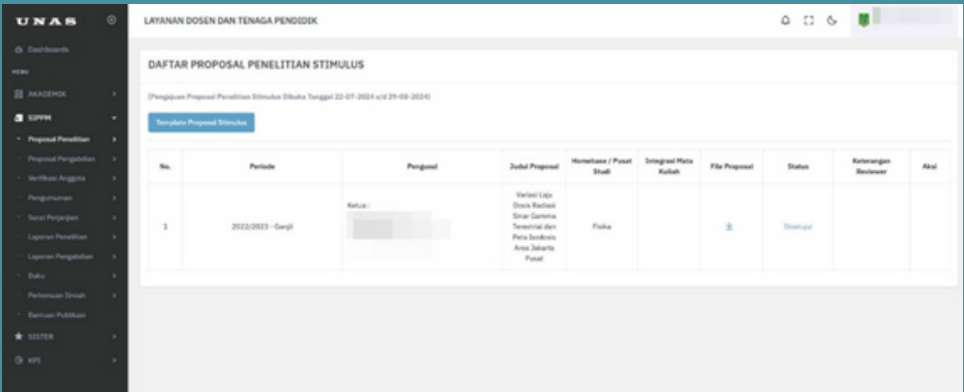 UNAS
LAYANAN DOSEN DAN TENAGA PENDIDIK
Dashboards
MENU
AKADEMIK
SIPPM
Proposal Penelitian
Proposal Pengabdian
Verifikasi Anggota
Pengumuman
Surat Perjanjian
Laporan Penelitian
Laporan Pengabdian
Buku
Pertemuan Ilmiah
Bantuan Publikasi
SISTER
KPI
DAFTAR PROPOSAL PENELITIAN STIMULUS
(Pengajuan Proposal Penelitian Stimulus Dibuka Tanggal 22-07-2024 s/d 29-08-2024)
Template Proposal Stimulus
No. Periode Pengusul Judul Proposal Homebase / Pusat Studi Integrasi Mata Kuliah File Proposal Status Keterangan Reviewer Aksi
1 2022/2023 - Ganjil
Ketua :
Variasi Laju
Dosis Radiasi
Sinar Gamma
Terestrial dan
Peta Isodosis
Area Jakarta
Pusat
Fisika
Disetujui